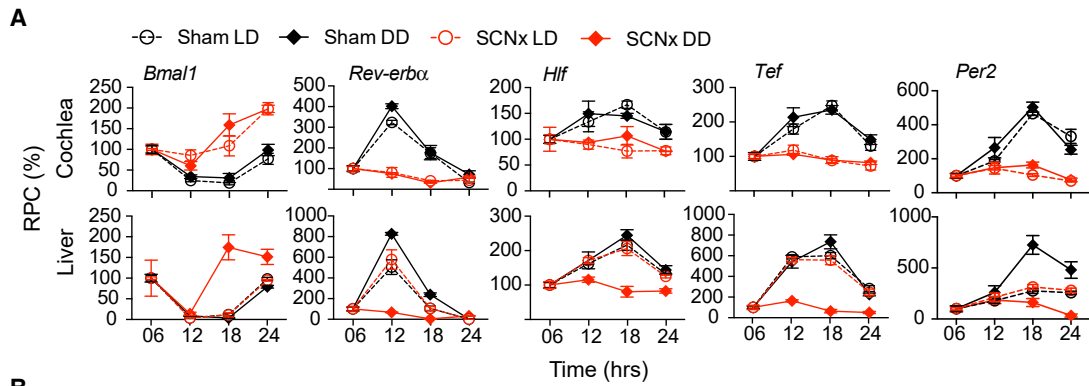 A
Sham LD Sham DD SCNx LD SCNx DD
Bmal1 Rev-erbα Hlf Tef Per2
RPC (%)
Cochlea
250 200 150 100 50 0
400 300 200 100 0
200 150 100 50 0
300 200 100
600 400 200 0
Liver
250 200 150 100 50 0
1000 800 600 400 200 0
300 200 100 0
1000 800 600 400 200 0
1000 500 0
06 12 18 24 06 12 18 24 06 12 18 24 06 12 18 24 06 12 18 24
Time (hrs)